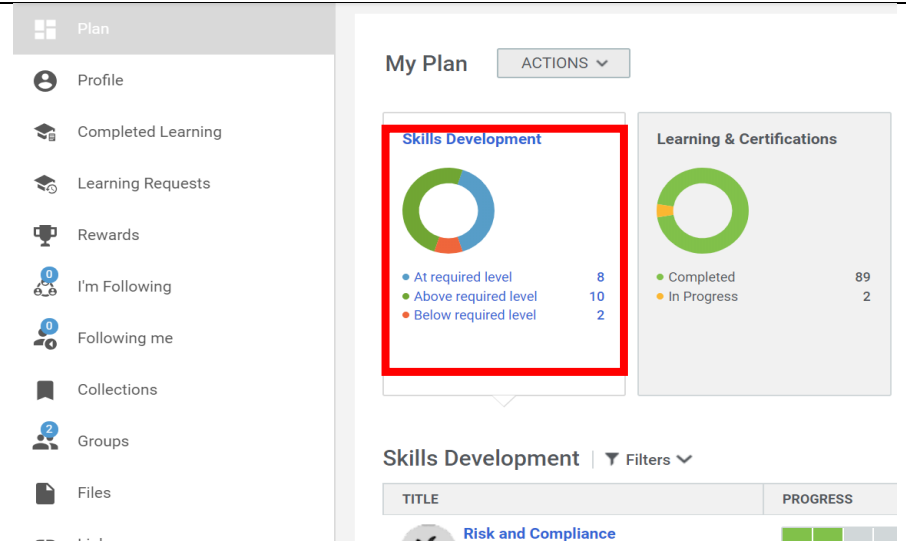 Plan
Profile
Completed Learning
Learning Requests
Rewards
0
I'm Following
0
Following me
Collections
2
Groups
Files
My Plan
ACTIONS
Skills Development
At required level 8
Above required level 10
Below required level 2
Learning & Certifications
Completed 89
In Progress 2
Skills Development
Filters
TITLE PROGRESS
Risk and Compliance